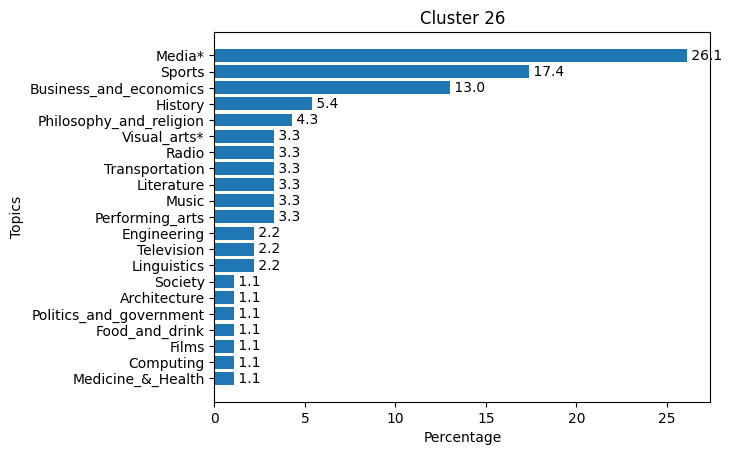 Cluster 26
Media* 26.1
Sports 17.4
Business_and_economics 13.0
History 5.4
Philosophy_and_religion 4.3
Visual_arts* 3.3
Radio 3.3
Transportation 3.3
Literature 3.3
Music 3.3
Performing_arts 3.3
Engineering 2.2
Television 2.2
Linguistics 2.2
Society 1.1
Architecture 1.1
Politics_and_government 1.1
Food_and_drink 1.1
Films 1.1
Computing 1.1
Medicine_&_Health 1.1
Topics
0 5 10 15 20 25
Percentage